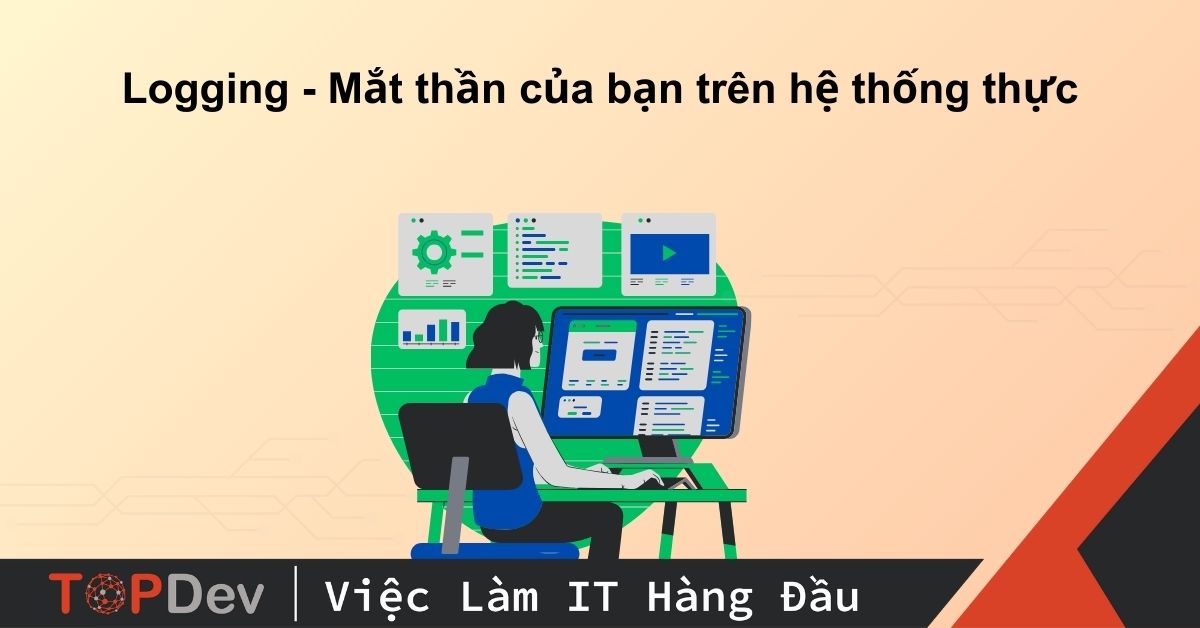 Logging - Mắt thần của bạn trên hệ thống thực
TOPDev | Việc Làm IT Hàng Đầu